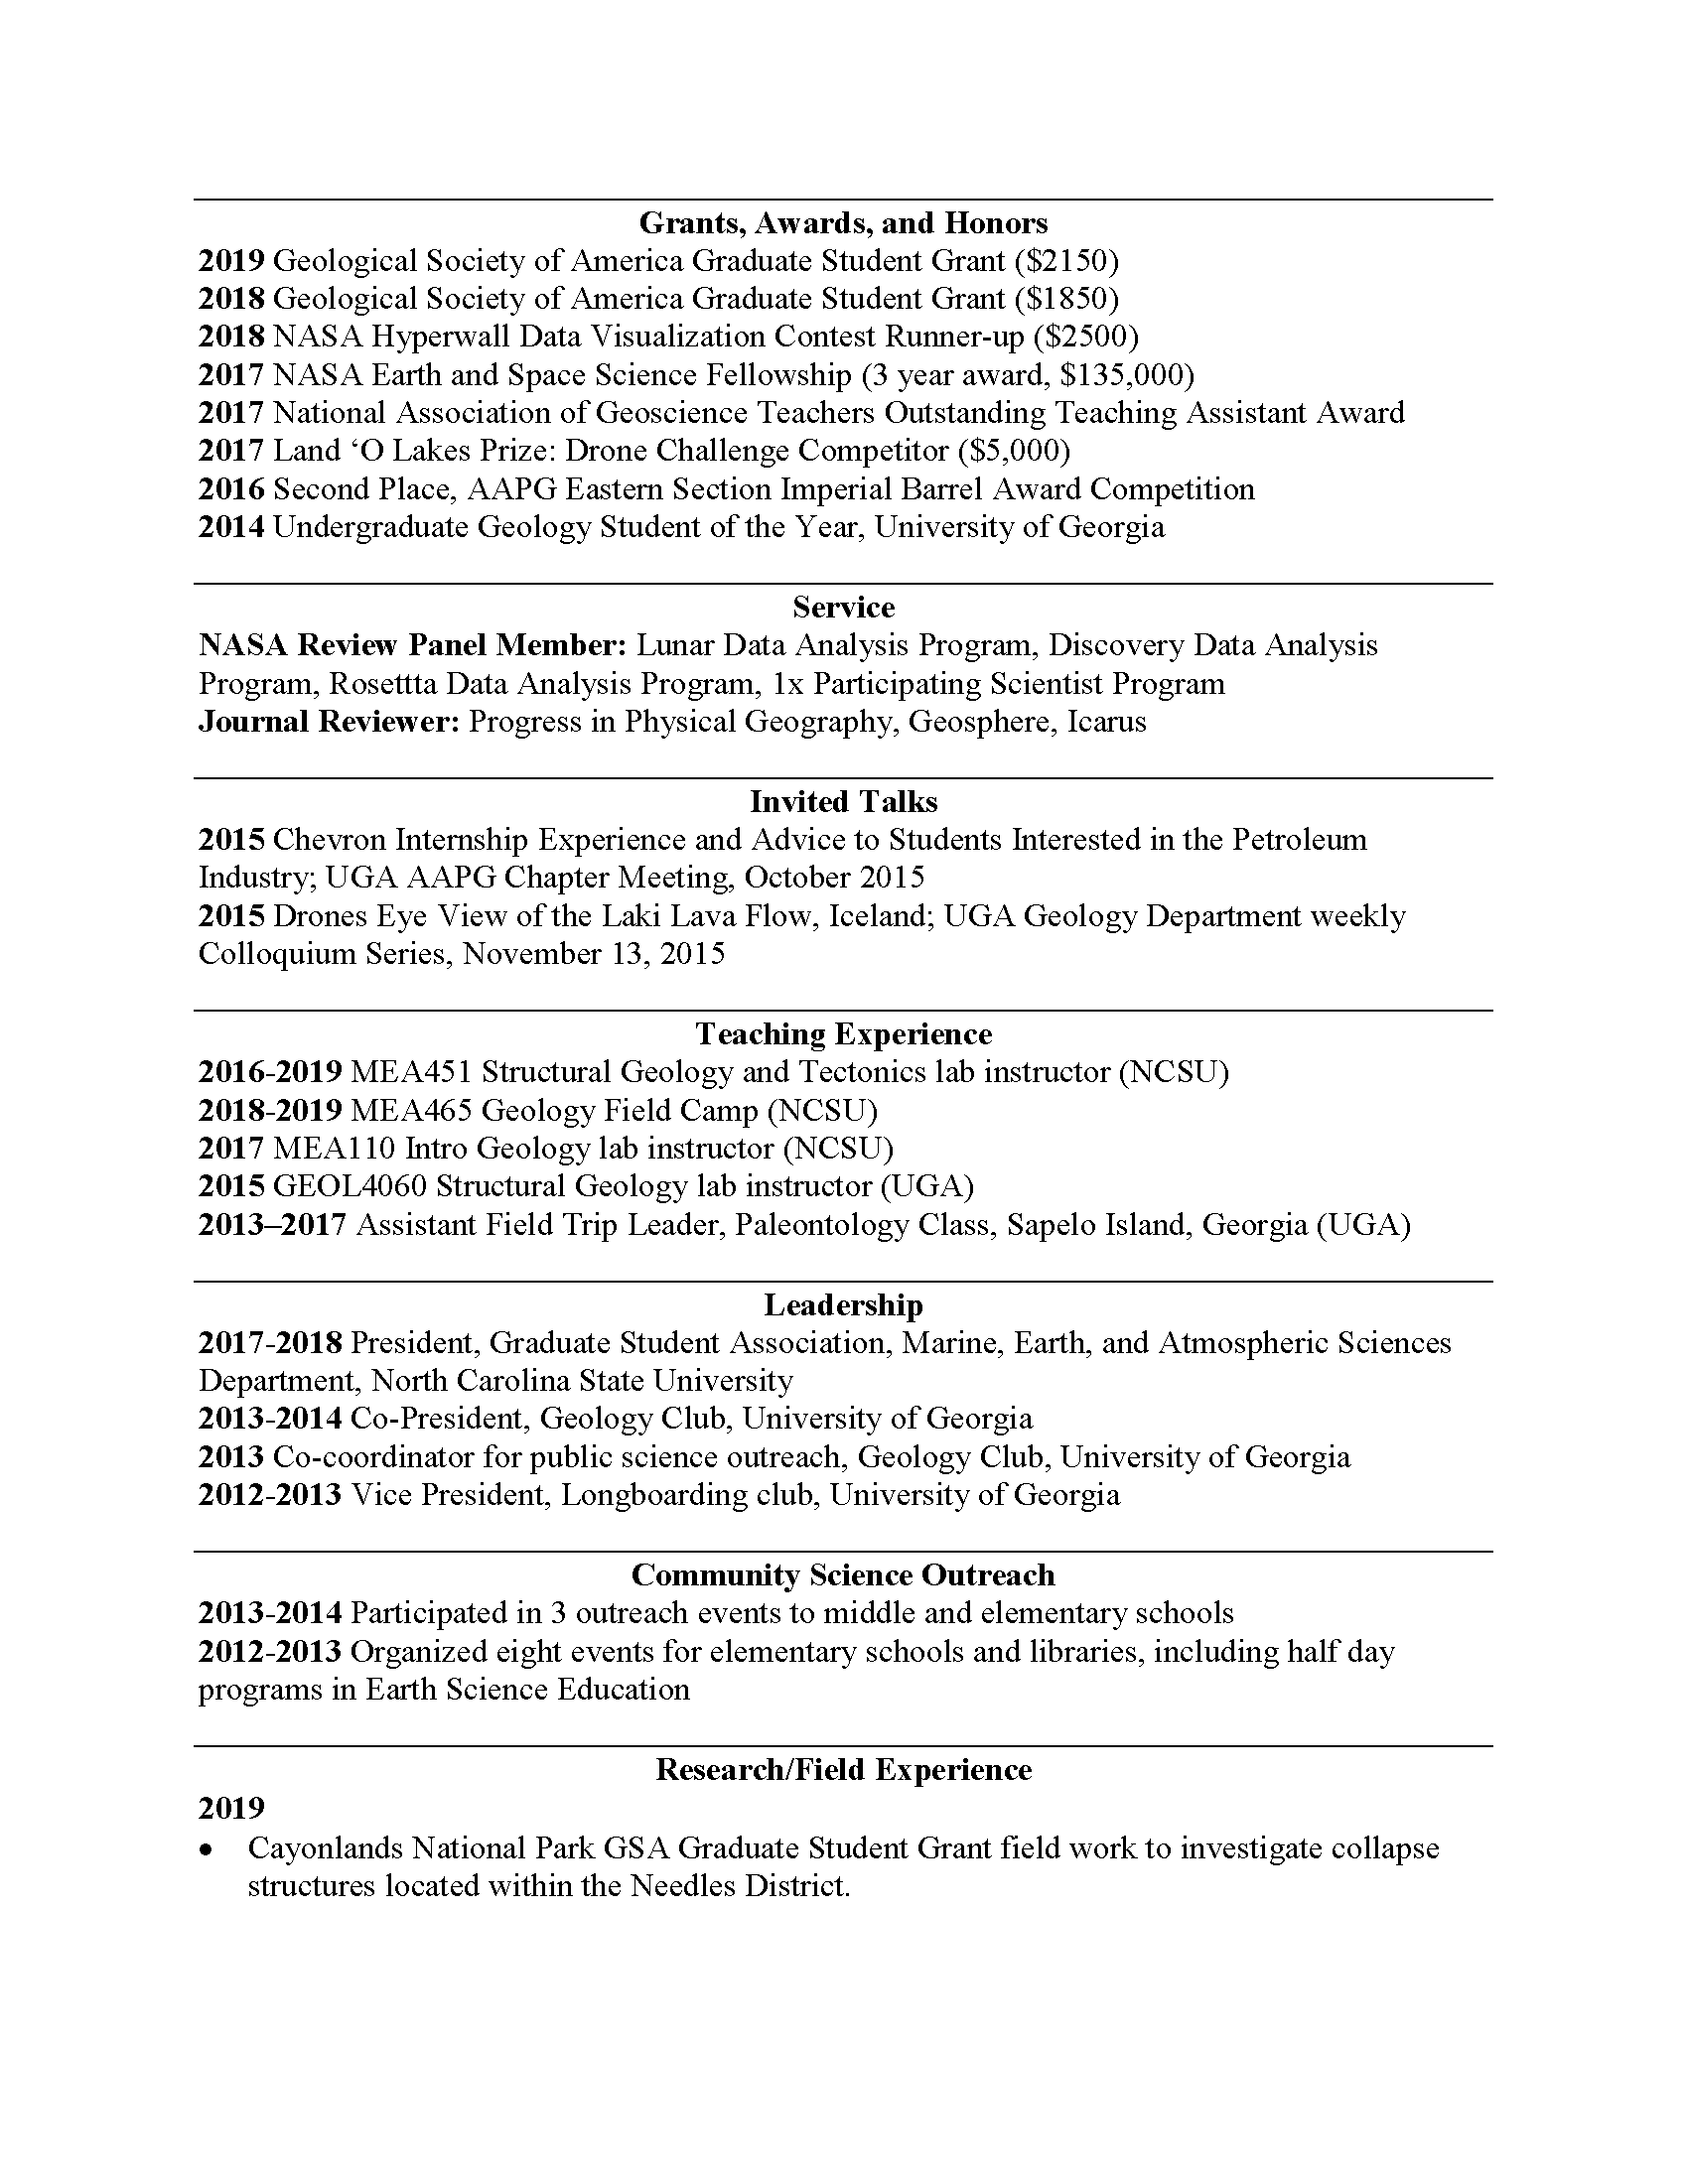 Grants, Awards, and Honors
2019 Geological Society of America Graduate Student Grant ($2150)
2018 Geological Society of America Graduate Student Grant ($1850)
2018 NASA Hyperwall Data Visualization Contest Runner-up ($2500)
2017 NASA Earth and Space Science Fellowship (3 year award, $135,000)
2017 National Association of Geoscience Teachers Outstanding Teaching Assistant Award
2017 Land ‘O Lakes Prize: Drone Challenge Competitor ($5,000)
2016 Second Place, AAPG Eastern Section Imperial Barrel Award Competition
2014 Undergraduate Geology Student of the Year, University of Georgia
Service
NASA Review Panel Member: Lunar Data Analysis Program, Discovery Data Analysis
Program, Rosettta Data Analysis Program, 1x Participating Scientist Program
Journal Reviewer: Progress in Physical Geography, Geosphere, Icarus
Invited Talks
2015 Chevron Internship Experience and Advice to Students Interested in the Petroleum
Industry; UGA AAPG Chapter Meeting, October 2015
2015 Drones Eye View of the Laki Lava Flow, Iceland; UGA Geology Department weekly
Colloquium Series, November 13, 2015
Teaching Experience
2016-2019 MEA451 Structural Geology and Tectonics lab instructor (NCSU)
2018-2019 MEA465 Geology Field Camp (NCSU)
2017 MEA110 Intro Geology lab instructor (NCSU)
2015 GEOL4060 Structural Geology lab instructor (UGA)
2013–2017 Assistant Field Trip Leader, Paleontology Class, Sapelo Island, Georgia (UGA)
Leadership
2017-2018 President, Graduate Student Association, Marine, Earth, and Atmospheric Sciences
Department, North Carolina State University
2013-2014 Co-President, Geology Club, University of Georgia
2013 Co-coordinator for public science outreach, Geology Club, University of Georgia
2012-2013 Vice President, Longboarding club, University of Georgia
Community Science Outreach
2013-2014 Participated in 3 outreach events to middle and elementary schools
2012-2013 Organized eight events for elementary schools and libraries, including half day
programs in Earth Science Education
Research/Field Experience
2019
• Cayonlands National Park GSA Graduate Student Grant field work to investigate collapse
structures located within the Needles District.